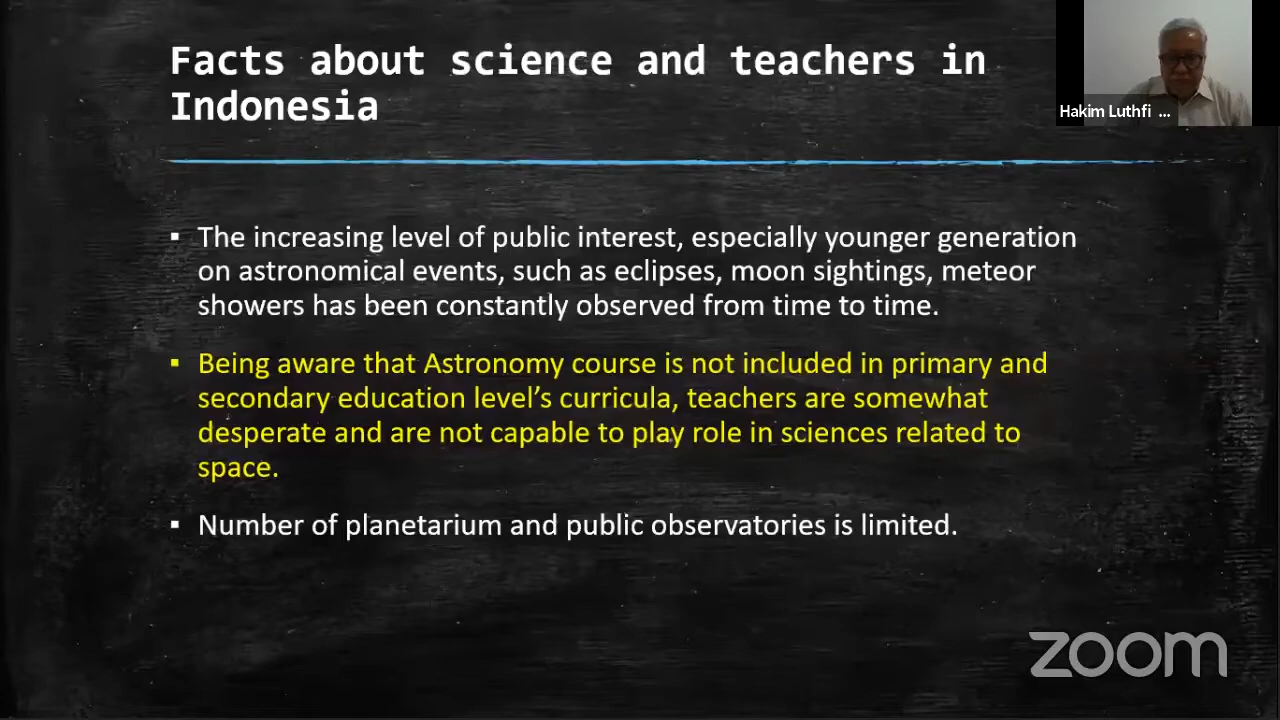 Facts about science and teachers in
Indonesia
Hakim Luthfi ...
▪ The increasing level of public interest, especially younger generation
on astronomical events, such as eclipses, moon sightings, meteor
showers has been constantly observed from time to time.
▪ Being aware that Astronomy course is not included in primary and
secondary education level’s curricula, teachers are somewhat
desperate and are not capable to play role in sciences related to
space.
▪ Number of planetarium and public observatories is limited.
zoom